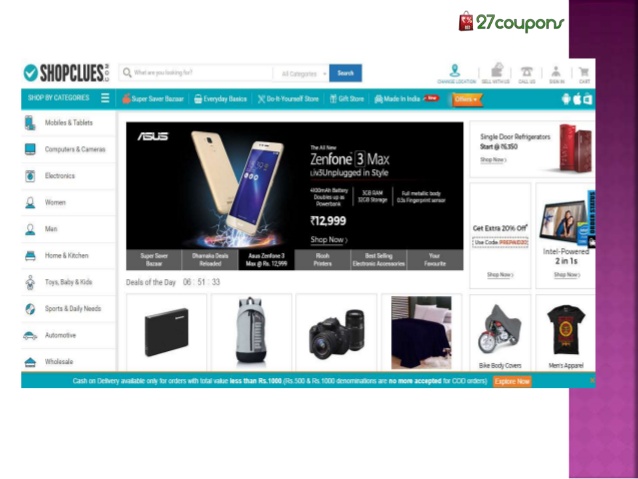 27coupons
SHOPCLUES.COM
What are you looking for?
All Categories
Search
CHANGE LOCATION
SELL WITH US
CALL US
SIGN IN
CART
SHOP BY CATEGORIES
Super Saver Bazaar
Everyday Basics
Do-It-Yourself Store
Gift Store
Made In India
New
Others
Mobiles & Tablets
Computers & Cameras
Electronics
Women
Men
Home & Kitchen
Toys, Baby & Kids
Sports & Daily Needs
Automotive
Wholesale
ASUS
The All New
Zenfone 3 Max
Liv3Unplugged in Style
4100mAh Battery
Doubles up as
Powerbank
3GB RAM
32GB Storage
Full metallic body
0.3s Fingerprint sensor
₹12,999
Shop Now
Super Saver
Bazaar
Dhamaka Deals
Reloaded!
Asus Zenfone 3
Max @ Rs. 12,999
Ricoh
Printers
Best Selling
Electronic Accessories
Your
Favourite
Single Door Refrigerators
Start @
Shop Now
Get Extra 20% Off*
Use Code: PREPAID20
Shop Now
Intel-Powered
2 in 1s
Shop Now
Deals of the Day 06 : 51 : 33
Bike Body Covers
Men's Apparel
Cash on Delivery available only for orders with total value less than Rs.1000 (Rs.500 & Rs.1000 denominations are no more accepted for COD orders)
Explore Now